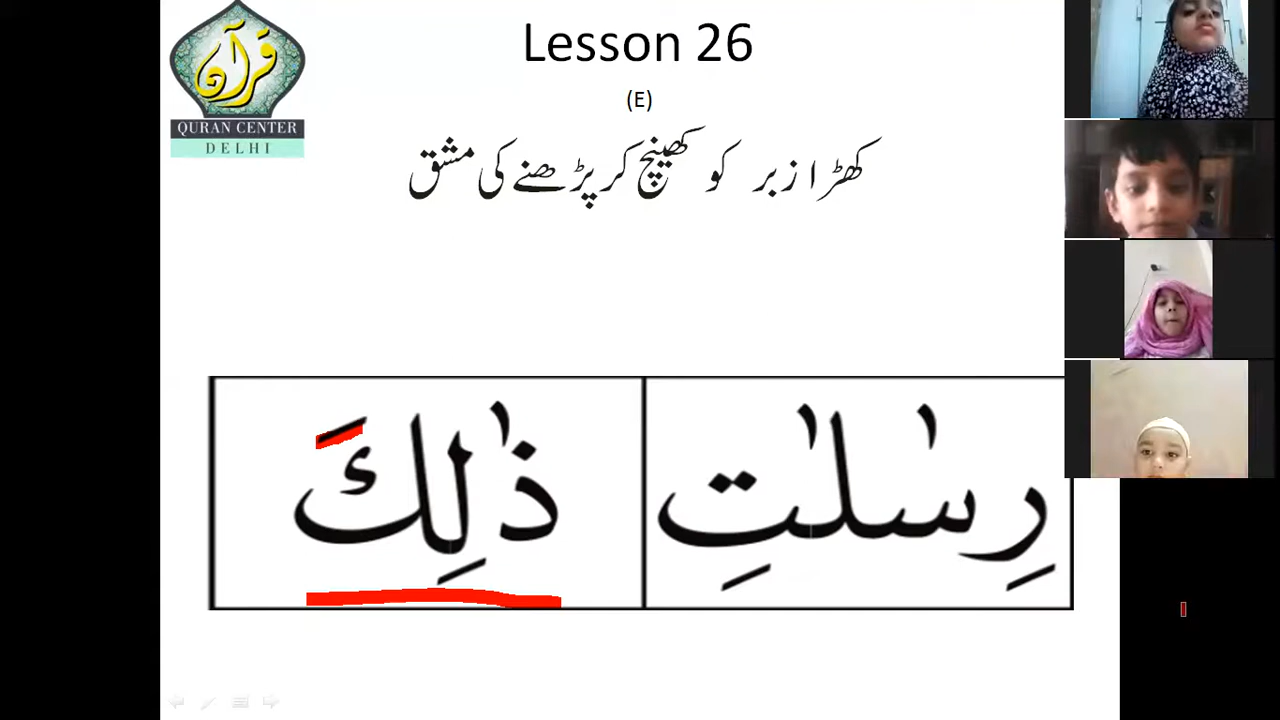 Lesson 26
قرآن
QURAN CENTER
DELHI
(E)
کھڑا زبر کو کھینچ کر پڑھنے کی مشق
رِسٰلٰتِ
ذٰلِكَ